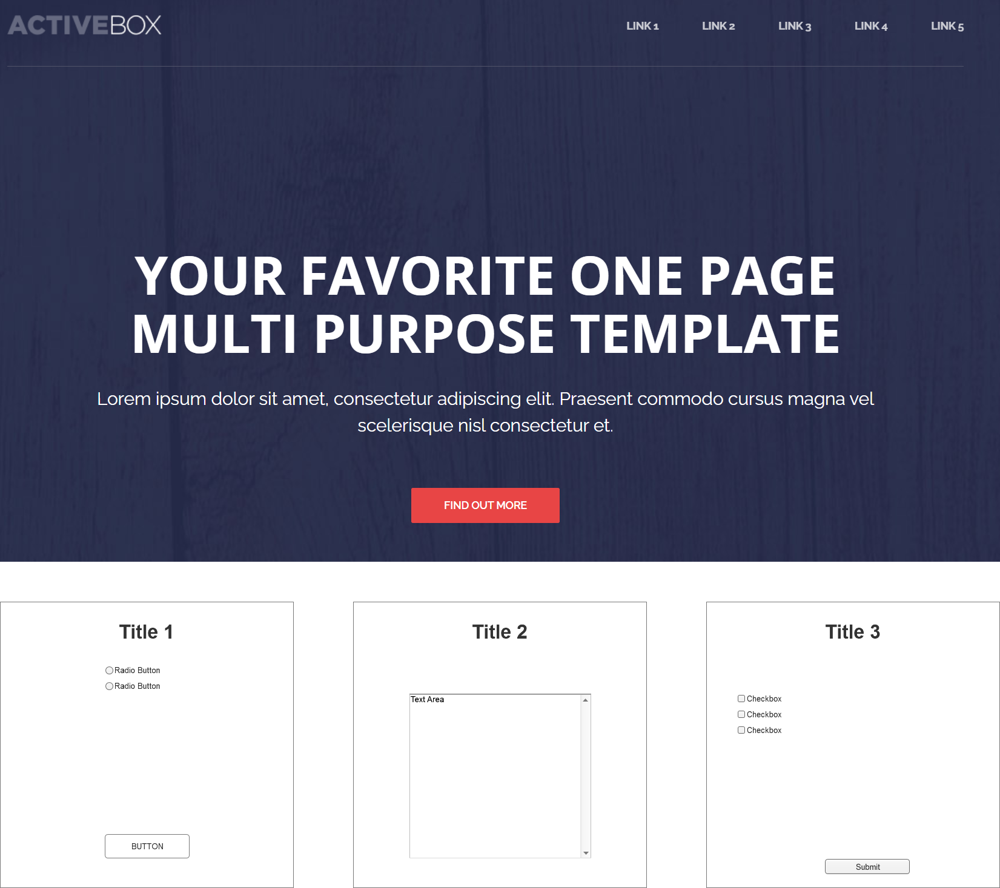 ACTIVEBOX
LINK 1 LINK 2 LINK 3 LINK 4 LINK 5
YOUR FAVORITE ONE PAGE
MULTI PURPOSE TEMPLATE
Lorem ipsum dolor sit amet, consectetur adipiscing elit. Praesent commodo cursus magna vel
scelerisque nisl consectetur et.
FIND OUT MORE
Title 1
Radio Button
Radio Button
BUTTON
Title 2
Text Area
Title 3
Checkbox
Checkbox
Checkbox
Submit